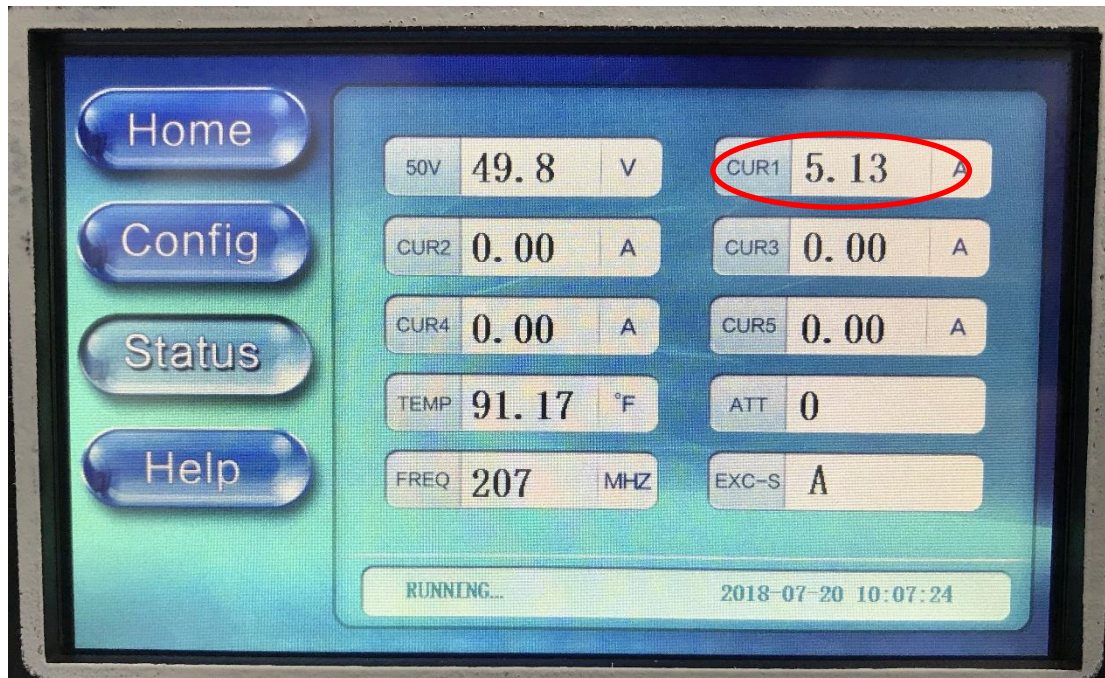 Home
Config
Status
Help
50V 49.8 V
CUR1 5.13 A
CUR2 0.00 A
CUR3 0.00 A
CUR4 0.00 A
CUR5 0.00 A
TEMP 91.17 °F
ATT 0
FREQ 207 MHZ
EXC-S A
RUNNING... 2018-07-20 10:07:24